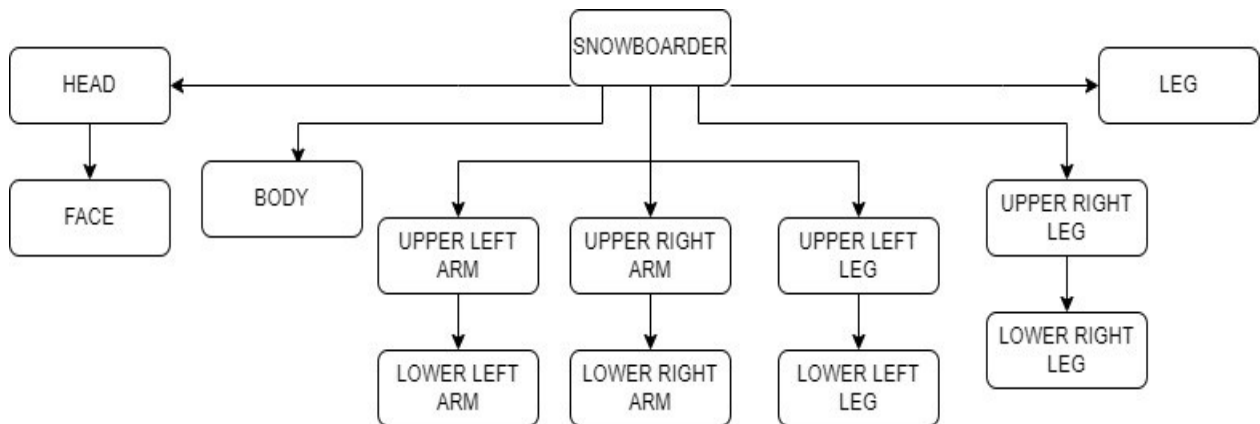 SNOWBOARDER
HEAD
LEG
FACE
BODY
UPPER LEFT
ARM
UPPER RIGHT
ARM
UPPER LEFT
LEG
UPPER RIGHT
LEG
LOWER LEFT
ARM
LOWER RIGHT
ARM
LOWER LEFT
LEG
LOWER RIGHT
LEG